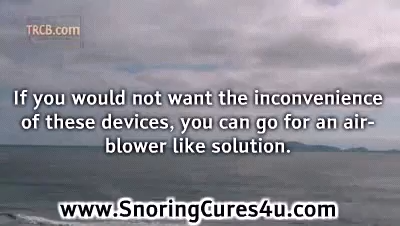 TRCB.com
If you would not want the inconvenience
of these devices, you can go for an air-
blower like solution.
www.SnoringCures4u.com